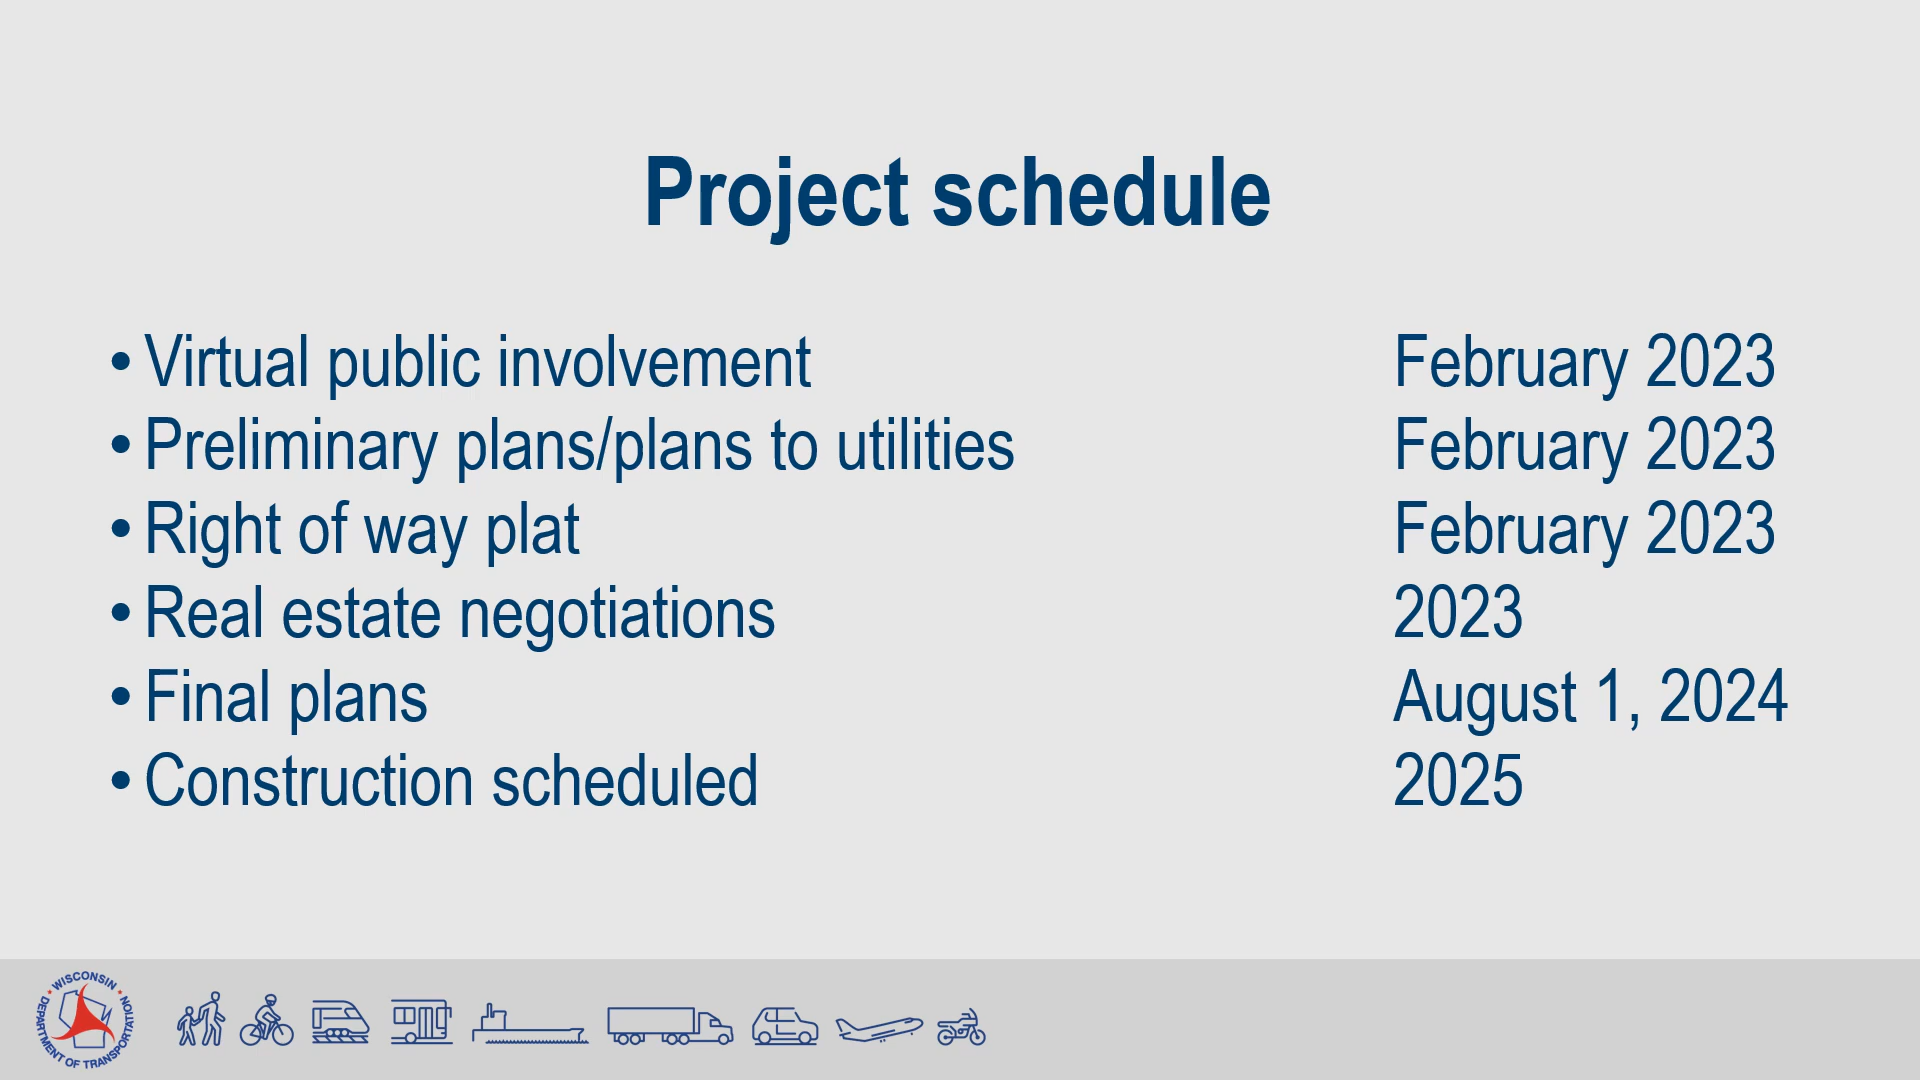 Project schedule
• Virtual public involvement February 2023
• Preliminary plans/plans to utilities February 2023
• Right of way plat February 2023
• Real estate negotiations 2023
• Final plans August 1, 2024
• Construction scheduled 2025
WISCONSIN DEPARTMENT OF TRANSPORTATION